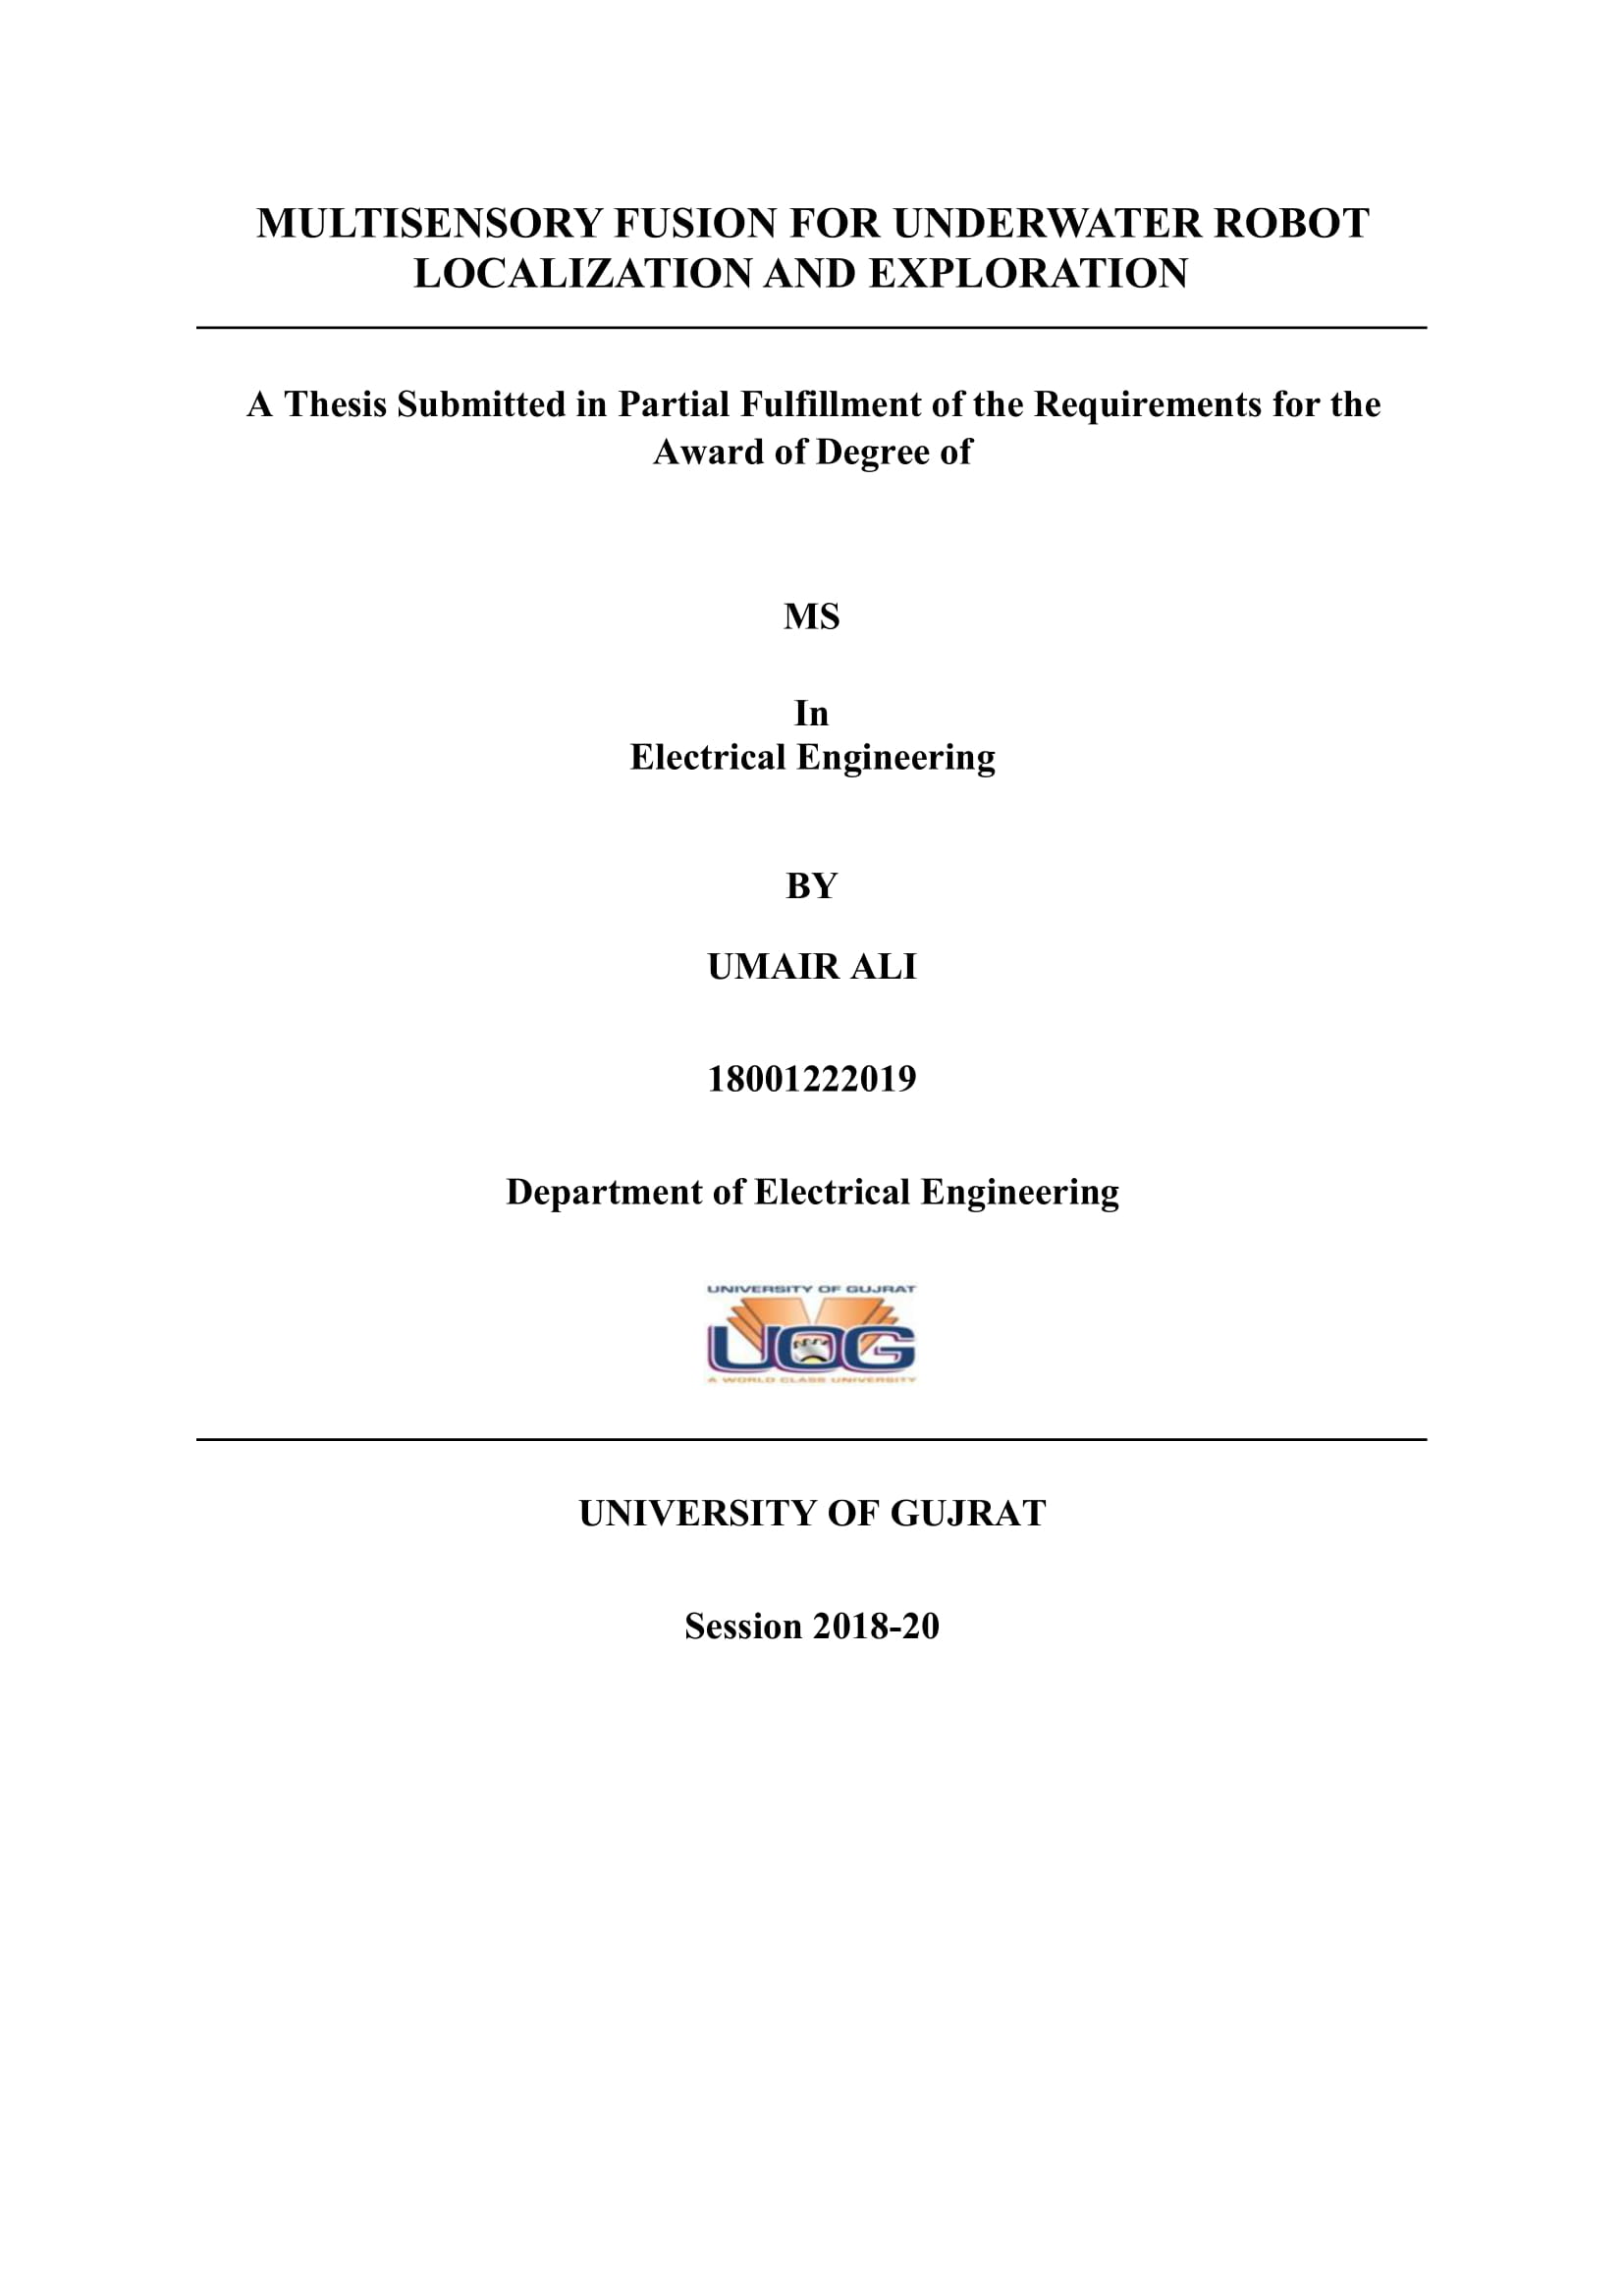 MULTISENSORY FUSION FOR UNDERWATER ROBOT
LOCALIZATION AND EXPLORATION
A Thesis Submitted in Partial Fulfillment of the Requirements for the
Award of Degree of
MS
In
Electrical Engineering
BY
UMAIR ALI
18001222019
Department of Electrical Engineering
UNIVERSITY OF GUJRAT
UOG
A WORLD CLASS UNIVERSITY
UNIVERSITY OF GUJRAT
Session 2018-20